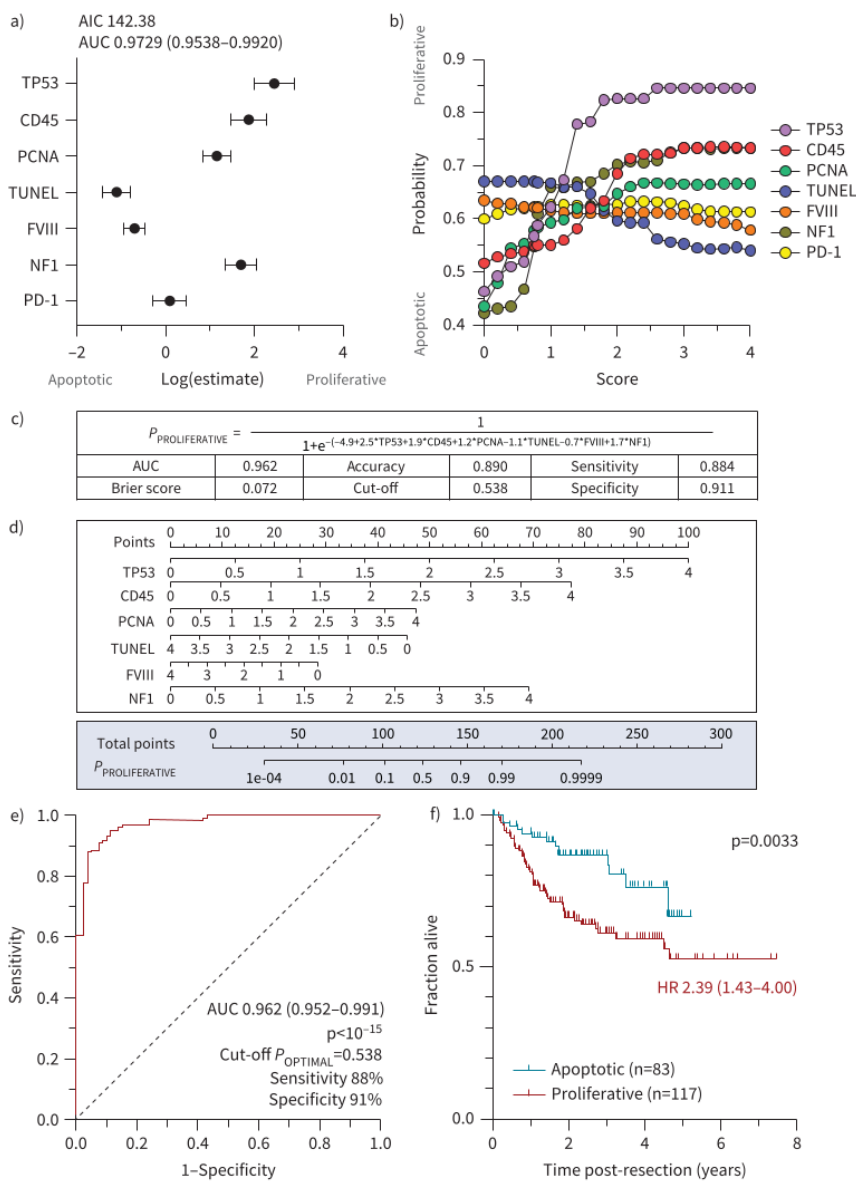 a)
AIC 142.38
AUC 0.9729 (0.9538–0.9920)
TP53
CD45
PCNA
TUNEL
FVIII
NF1
PD-1
−2 0 2 4
Apoptotic Log(estimate) Proliferative
b)
Proliferative
Probability
Apoptotic
0.9
0.8
0.7
0.6
0.5
0.4
0 1 2 3 4
Score
TP53
CD45
PCNA
TUNEL
FVIII
NF1
PD-1
c)
P PROLIFERATIVE = 1
1+e−(−4.9+2.5*TP53+1.9*CD45+1.2*PCNA−1.1*TUNEL−0.7*FVIII+1.7*NF1)
AUC 0.962 Accuracy 0.890 Sensitivity 0.884
Brier score 0.072 Cut-off 0.538 Specificity 0.911
d)
Points 0 10 20 30 40 50 60 70 80 90 100
TP53 0 0.5 1 1.5 2 2.5 3 3.5 4
CD45 0 0.5 1 1.5 2 2.5 3 3.5 4
PCNA 0 0.5 1 1.5 2 2.5 3 3.5 4
TUNEL 4 3.5 3 2.5 2 1.5 1 0.5 0
FVIII 4 3 2 1 0
NF1 0 0.5 1 1.5 2 2.5 3 3.5 4
Total points 0 50 100 150 200 250 300
P PROLIFERATIVE 1e-04 0.01 0.1 0.5 0.9 0.99 0.9999
e)
Sensitivity
1.0
0.8
0.6
0.4
0.2
0.0
AUC 0.962 (0.952–0.991)
p<10−15
Cut-off P OPTIMAL=0.538
Sensitivity 88%
Specificity 91%
0.0 0.2 0.4 0.6 0.8 1.0
1–Specificity
f)
Fraction alive
1.0
0.5
0.0
p=0.0033
HR 2.39 (1.43–4.00)
Apoptotic (n=83)
Proliferative (n=117)
0 2 4 6 8
Time post-resection (years)